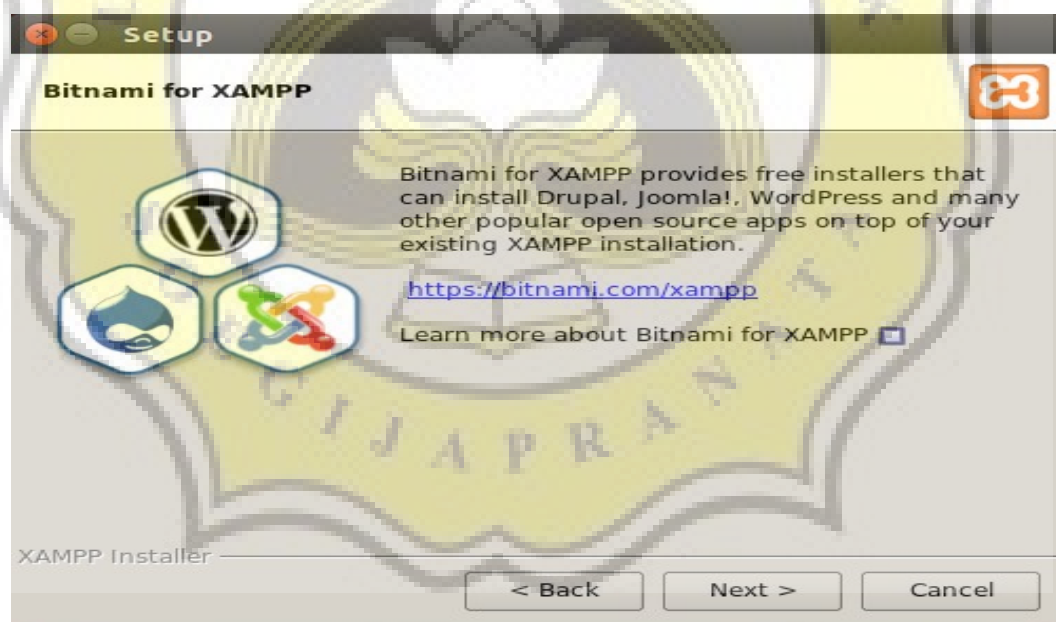 Setup
Bitnami for XAMPP
Bitnami for XAMPP provides free installers that
can install Drupal, Joomla!, WordPress and many
other popular open source apps on top of your
existing XAMPP installation.
https://bitnami.com/xampp
Learn more about Bitnami for XAMPP
GIJAPRANATA
XAMPP Installer
< Back
Next >
Cancel